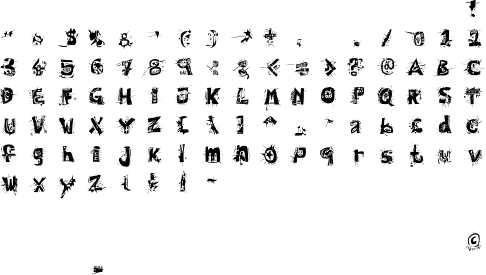 !
" $ % & ' ( ) * + , . / 0 1 2
3 4 5 6 7 8 9 < = > ? @ A B C
D E F G H I J K L M N O P Q R S T
U V W X Y Z [ \ ] ^ _ ` a b c d e
f g h i j k l m n o p q r s t u v
w x y z { | } ~
©